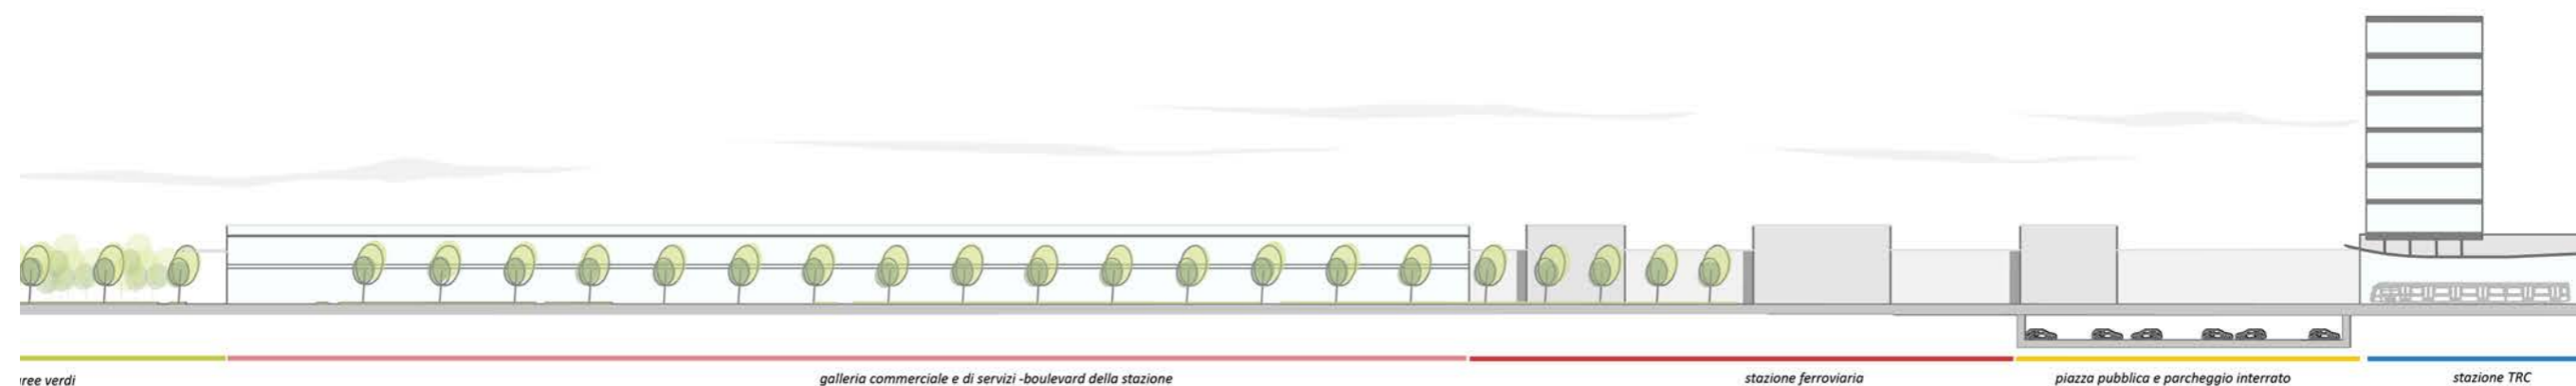 ree verdi
galleria commerciale e di servizi -boulevard della stazione
stazione ferroviaria
piazza pubblica e parcheggio interrato
stazione TRC